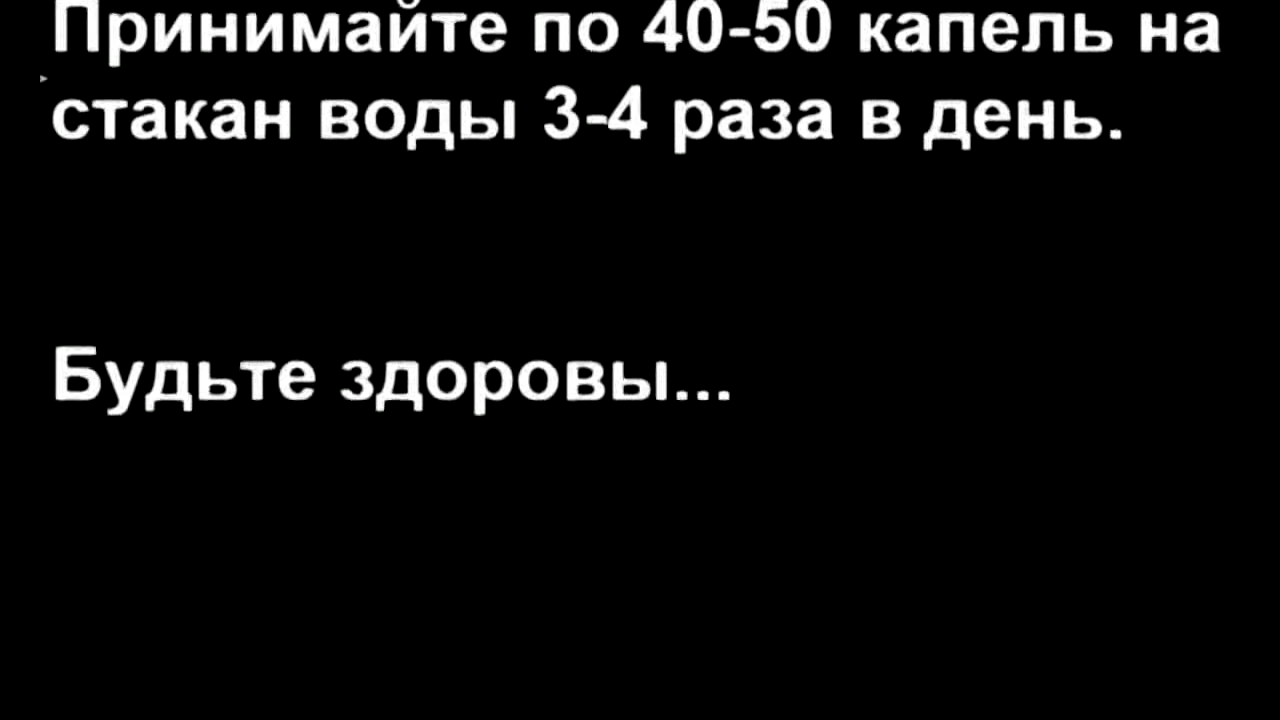 Принимайте по 40-50 капель на
стакан воды 3-4 раза в день.
Будьте здоровы...